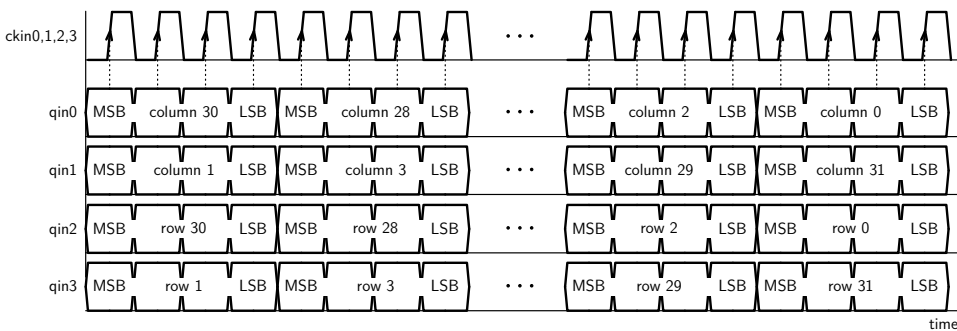 ckin0,1,2,3 · · ·
qin0 MSB column 30 LSB MSB column 28 LSB · · · MSB column 2 LSB MSB column 0 LSB
qin1 MSB column 1 LSB MSB column 3 LSB · · · MSB column 29 LSB MSB column 31 LSB
qin2 MSB row 30 LSB MSB row 28 LSB · · · MSB row 2 LSB MSB row 0 LSB
qin3 MSB row 1 LSB MSB row 3 LSB · · · MSB row 29 LSB MSB row 31 LSB
time